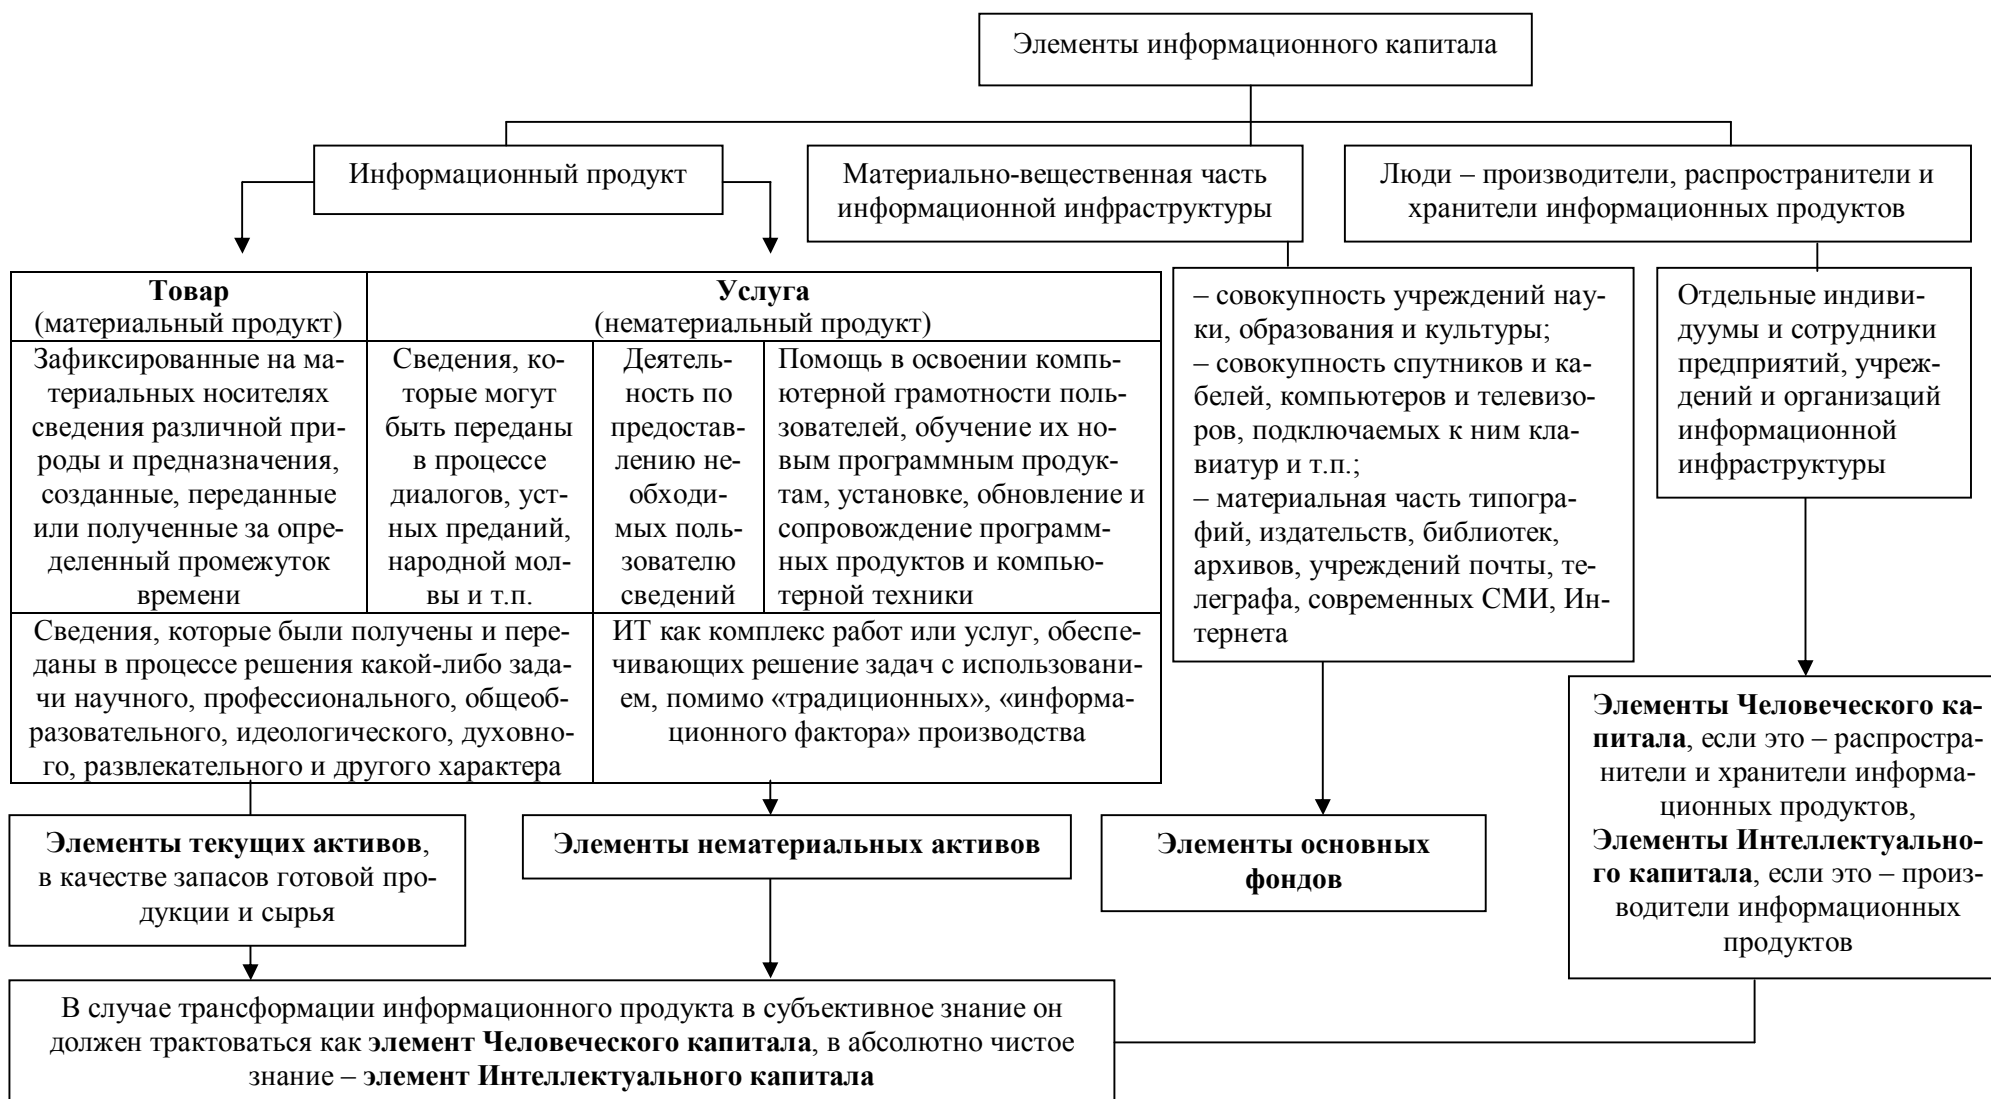 Элементы информационного капитала
Информационный продукт
Материально-вещественная часть
информационной инфраструктуры
Люди – производители, распространители и
хранители информационных продуктов
Товар
(материальный продукт)
Услуга
(нематериальный продукт)
Зафиксированные на ма-
териальных носителях
сведения различной при-
роды и предназначения,
созданные, переданные
или полученные за опре-
деленный промежуток
времени
Сведения, ко-
торые могут
быть переданы
в процессе
диалогов, уст-
ных преданий,
народной мол-
вы и т.п.
Деятель-
ность по
предостав-
лению не-
обходи-
мых поль-
зователю
сведений
Помощь в освоении компь-
ютерной грамотности поль-
зователей, обучение их но-
вым программным продук-
там, установке, обновление и
сопровождение программ-
ных продуктов и компью-
терной техники
Сведения, которые были получены и пере-
даны в процессе решения какой-либо зада-
чи научного, профессионального, общеоб-
разовательного, идеологического, духовно-
го, развлекательного и другого характера
ИТ как комплекс работ или услуг, обеспе-
чивающих решение задач с использовани-
ем, помимо «традиционных», «информа-
ционного фактора» производства
– совокупность учреждений нау-
ки, образования и культуры;
– совокупность спутников и ка-
белей, компьютеров и телевизо-
ров, подключаемых к ним кла-
виатур и т.п.;
– материальная часть типогра-
фий, издательств, библиотек,
архивов, учреждений почты, те-
леграфа, современных СМИ, Ин-
тернета
Отдельные индиви-
дуумы и сотрудники
предприятий, учреж-
дений и организаций
информационной
инфраструктуры
Элементы текущих активов,
в качестве запасов готовой про-
дукции и сырья
Элементы нематериальных активов
Элементы основных
фондов
Элементы Человеческого ка-
питала, если это – распростра-
нители и хранители информа-
ционных продуктов,
Элементы Интеллектуально-
го капитала, если это – произ-
водители информационных
продуктов
В случае трансформации информационного продукта в субъективное знание он
должен трактоваться как элемент Человеческого капитала, в абсолютно чистое
знание – элемент Интеллектуального капитала